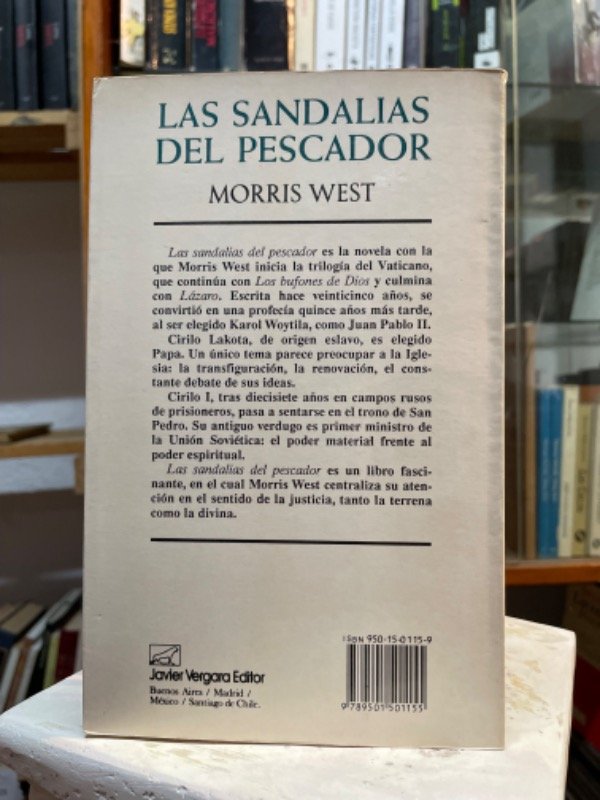 LAS SANDALIAS
DEL PESCADOR
MORRIS WEST
Las sandalias del pescador es la novela con la
que Morris West inicia la trilogía del Vaticano,
que continúa con Los bufones de Dios y culmina
con Lázaro. Escrita hace veinticinco años, se
convirtió en una profecía quince años más tarde,
al ser elegido Karol Woytila, como Juan Pablo II.
Cirilo Lakota, de origen eslavo, es elegido
Papa. Un único tema parece preocupar a la Igle-
sia: la transfiguración, la renovación, el cons-
tante debate de sus ideas.
Cirilo I, tras diecisiete años en campos rusos
de prisioneros, pasa a sentarse en el trono de San
Pedro. Su antiguo verdugo es primer ministro de
la Unión Soviética: el poder material frente al
poder espiritual.
Las sandalias del pescador es un libro fasci-
nante, en el cual Morris West centraliza su aten-
ción en el sentido de la justicia, tanto la terrena
como la divina.
Javier Vergara Editor
Buenos Aires / Madrid /
México / Santiago de Chile.
ISBN 950-15-0115-9
9 789501 501155